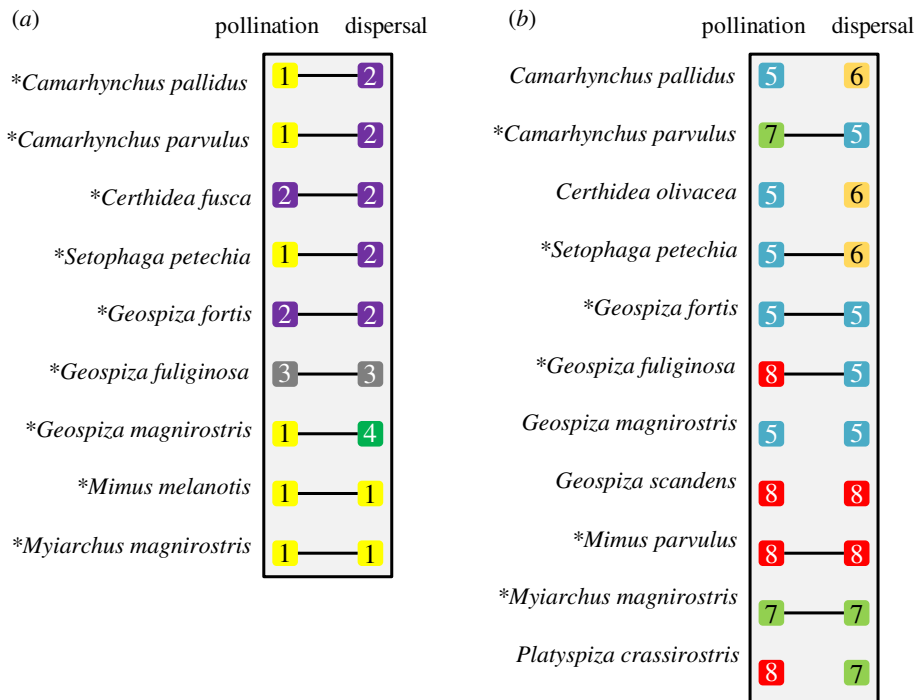 (a)
pollination dispersal
*Camarhynchus pallidus 1 2
*Camarhynchus parvulus 1 2
*Certhidea fusca 2 2
*Setophaga petechia 1 2
*Geospiza fortis 2 2
*Geospiza fuliginosa 3 3
*Geospiza magnirostris 1 4
*Mimus melanotis 1 1
*Myiarchus magnirostris 1 1
(b)
pollination dispersal
Camarhynchus pallidus 5 6
*Camarhynchus parvulus 7 5
Certhidea olivacea 5 6
*Setophaga petechia 5 6
*Geospiza fortis 5 5
*Geospiza fuliginosa 8 5
Geospiza magnirostris 5 5
Geospiza scandens 8 8
*Mimus parvulus 8 8
*Myiarchus magnirostris 7 7
Platyspiza crassirostris 8 7